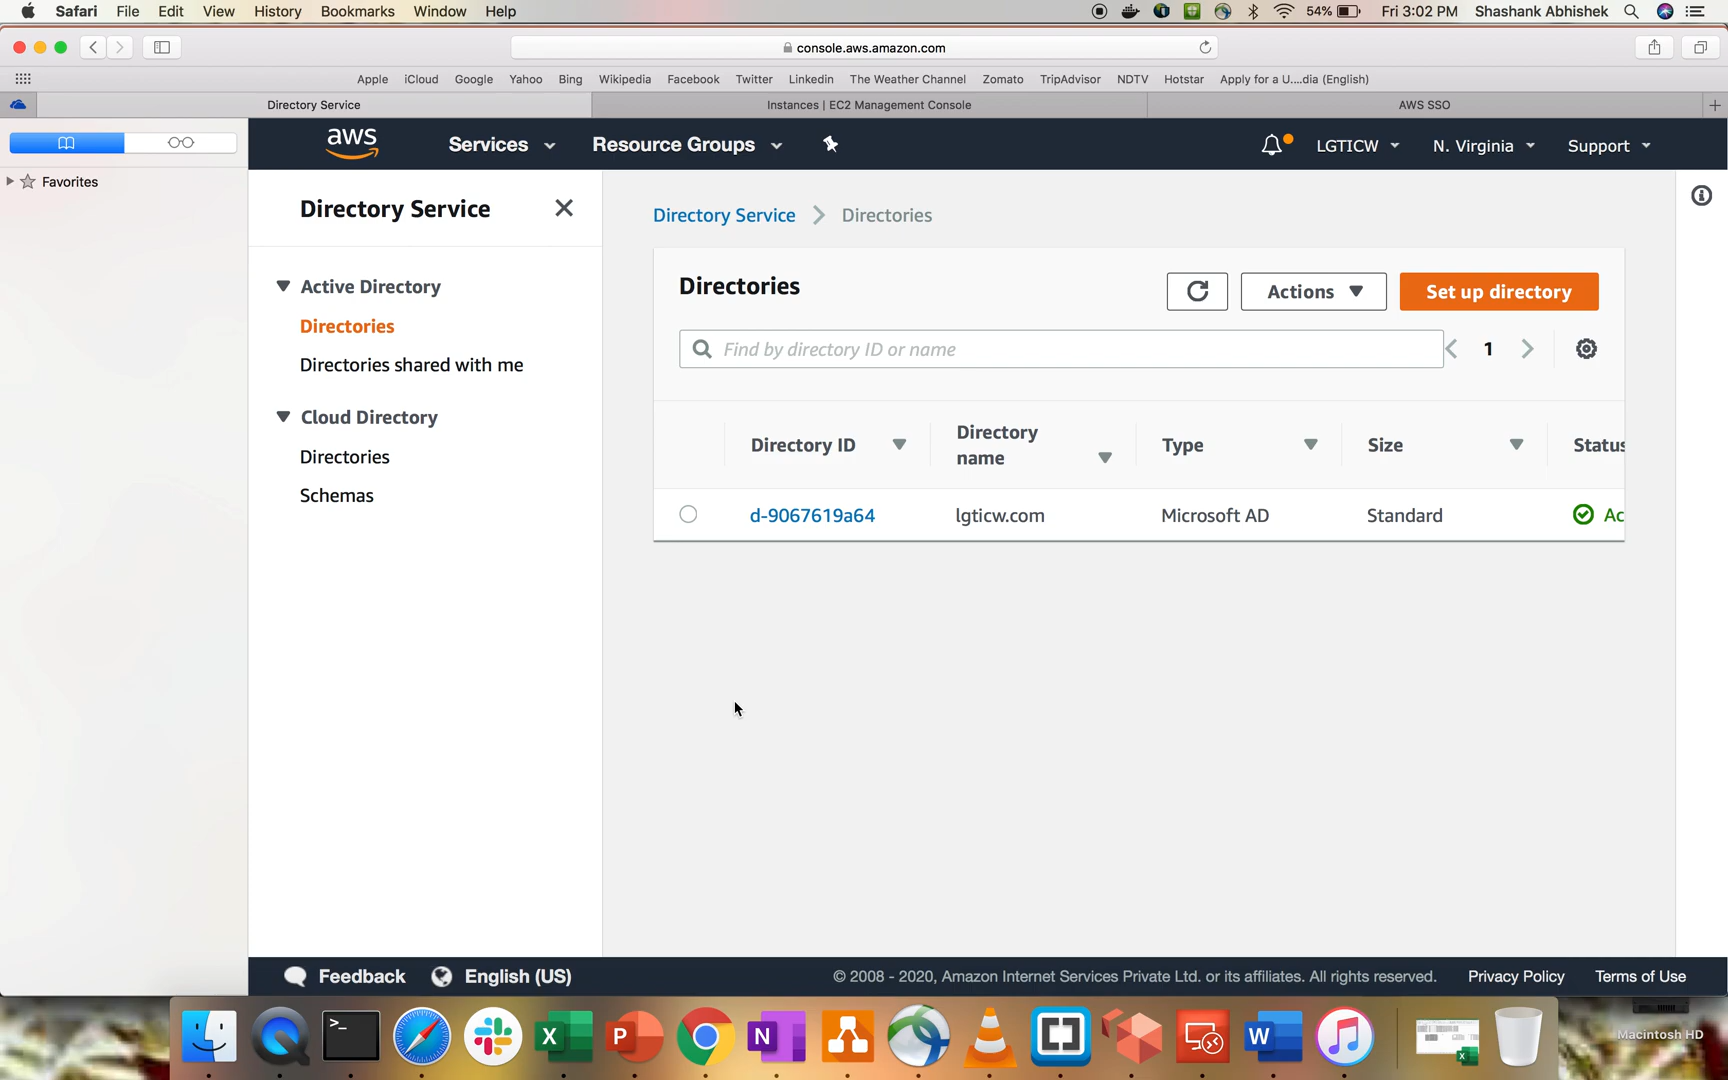 Safari File Edit View History Bookmarks Window Help 54% Fri 3:02 PM Shashank Abhishek
console.aws.amazon.com
Apple iCloud Google Yahoo Bing Wikipedia Facebook Twitter Linkedin The Weather Channel Zomato TripAdvisor NDTV Hotstar Apply for a U....dia (English)
Directory Service Instances | EC2 Management Console AWS SSO
aws Services Resource Groups LGTICW N. Virginia Support
Favorites
Directory Service
Active Directory
Directories
Directories shared with me
Cloud Directory
Directories
Schemas
Directory Service Directories
Directories Actions Set up directory
Find by directory ID or name 1
Directory ID Directory name Type Size Status
d-9067619a64 lgticw.com Microsoft AD Standard Ac
Feedback English (US) © 2008 - 2020, Amazon Internet Services Private Ltd. or its affiliates. All rights reserved. Privacy Policy Terms of Use
Macintosh HD